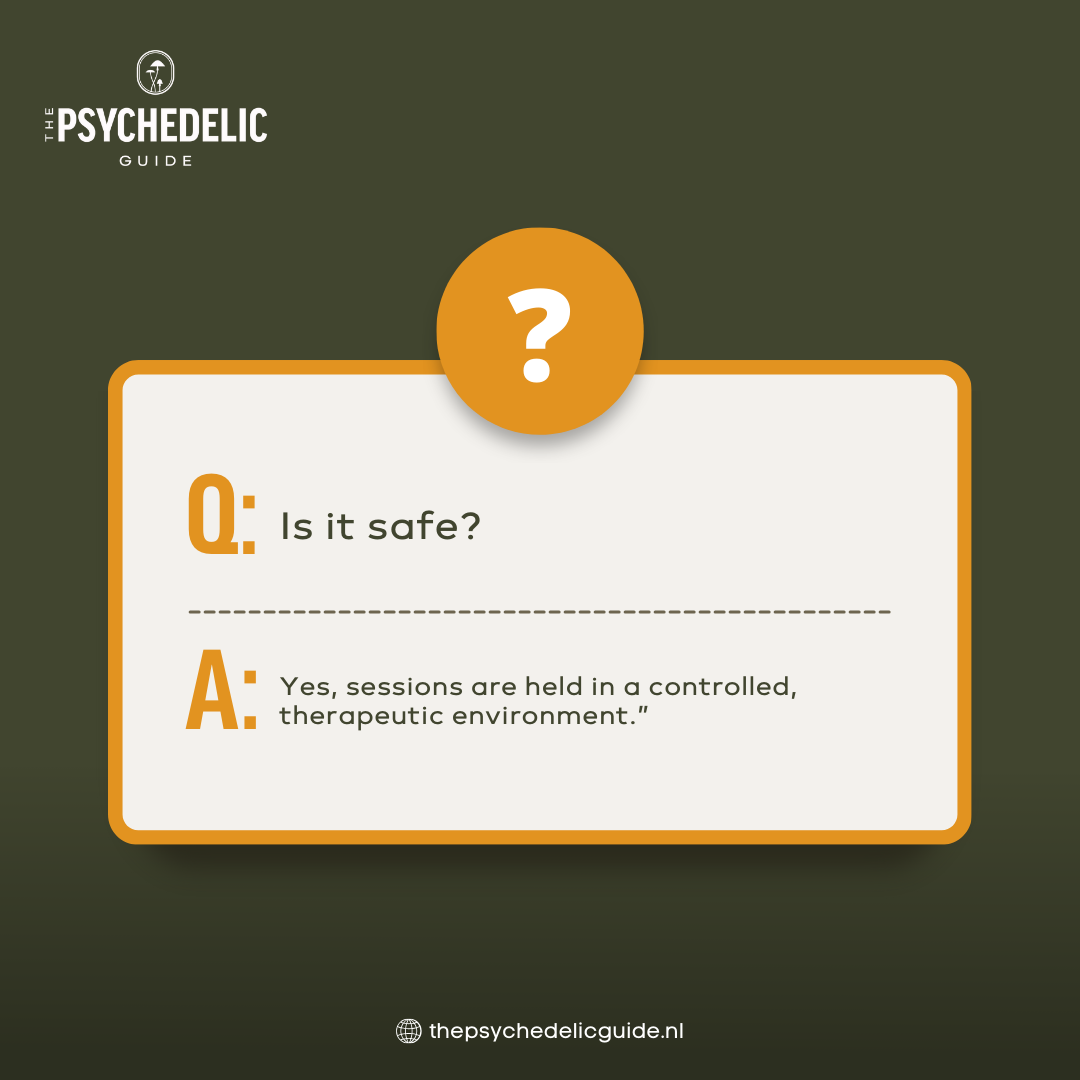 THE PSYCHEDELIC
GUIDE
?
Q: Is it safe?
A: Yes, sessions are held in a controlled,
therapeutic environment.”
thepsychedelicguide.nl